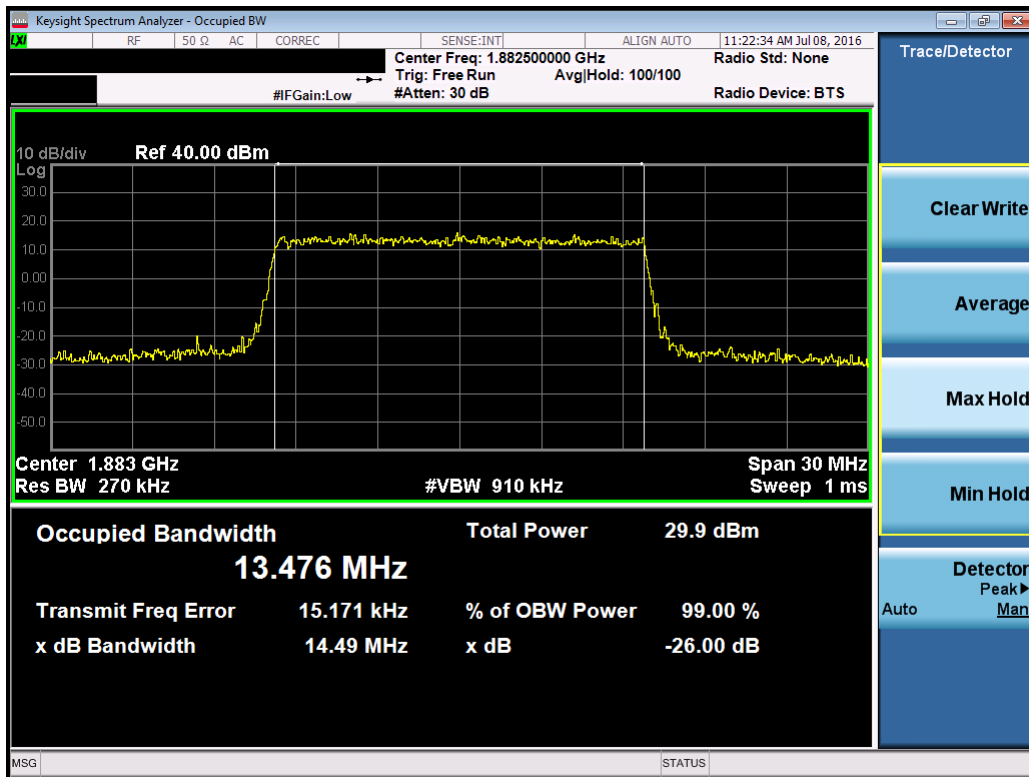 Keysight Spectrum Analyzer - Occupied BW
LXI RF 50 Ω AC CORREC SENSE:INT ALIGN AUTO 11:22:34 AM Jul 08, 2016
Center Freq: 1.882500000 GHz Radio Std: None
Trig: Free Run Avg|Hold: 100/100
#IFGain:Low #Atten: 30 dB Radio Device: BTS
10 dB/div Ref 40.00 dBm
Log
30.0
20.0
10.0
0.00
-10.0
-20.0
-30.0
-40.0
-50.0
Center 1.883 GHz Span 30 MHz
Res BW 270 kHz #VBW 910 kHz Sweep 1 ms
Occupied Bandwidth Total Power 29.9 dBm
13.476 MHz
Transmit Freq Error 15.171 kHz % of OBW Power 99.00 %
x dB Bandwidth 14.49 MHz x dB -26.00 dB
Trace/Detector
Clear Write
Average
Max Hold
Min Hold
Detector
Peak▶
Auto Man
MSG STATUS